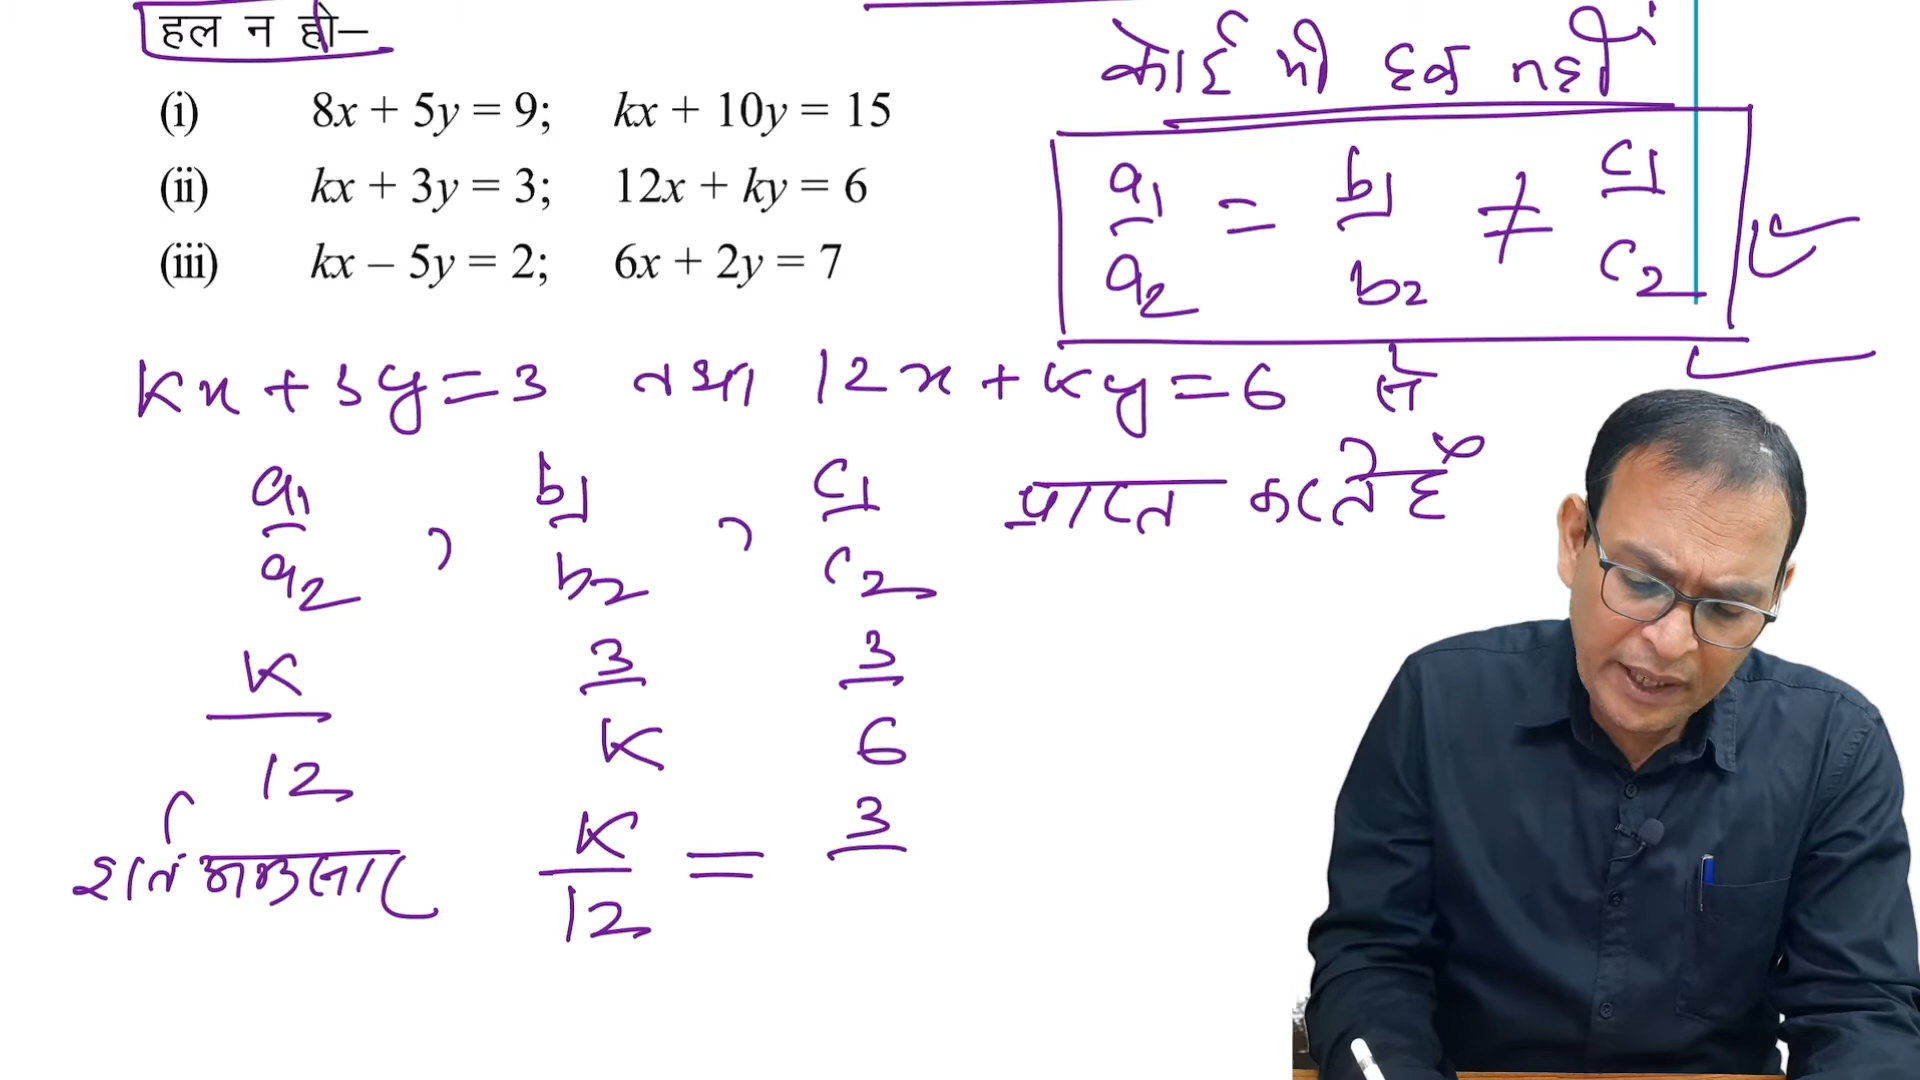 हल न हो–
(i) 8x + 5y = 9; kx + 10y = 15
(ii) kx + 3y = 3; 12x + ky = 6
(iii) kx – 5y = 2; 6x + 2y = 7
कोई भी हल नहीं
a1/a2 = b1/b2 ≠ c1/c2
kx + 3y = 3 तथा 12x + ky = 6 से
a1/a2 , b1/b2 , c1/c2 प्राप्त करते हैं
k/12 3/k 3/6
शर्त अनुसार k/12 = 3